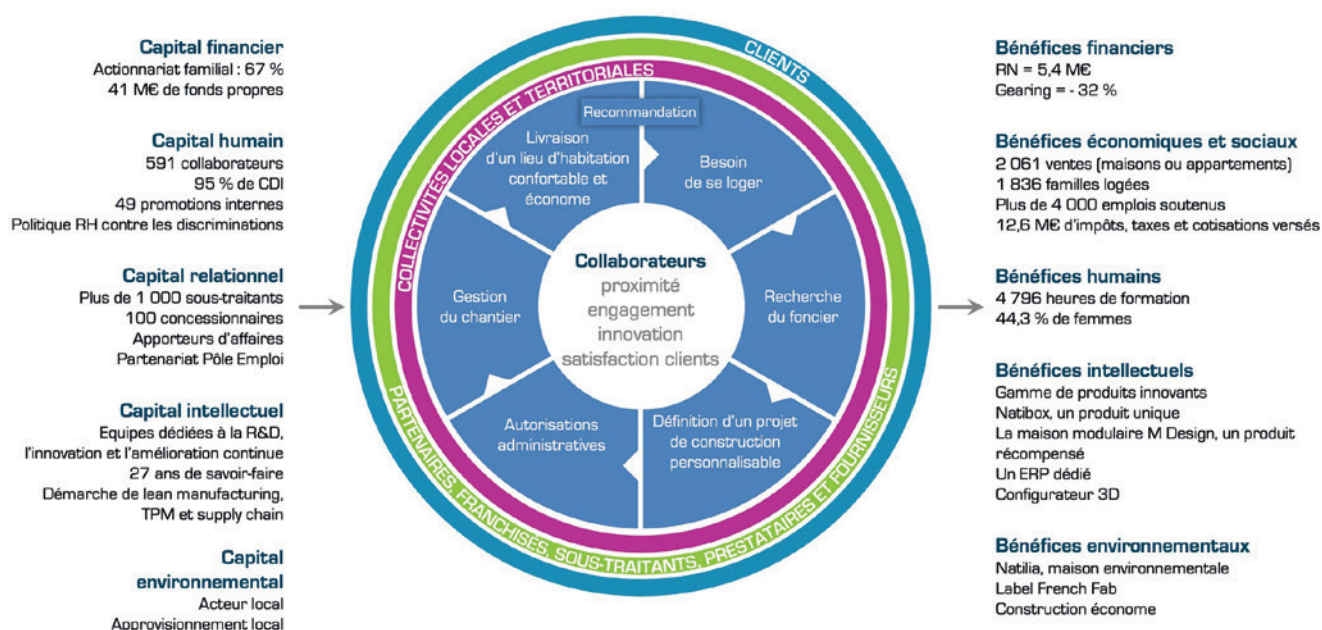 Capital financier
Actionnariat familial : 67 %
41 M€ de fonds propres
Capital humain
591 collaborateurs
95 % de CDI
49 promotions internes
Politique RH contre les discriminations
Capital relationnel
Plus de 1 000 sous-traitants
100 concessionnaires
Apporteurs d'affaires
Partenariat Pôle Emploi
Capital intellectuel
Equipes dédiées à la R&D,
l'innovation et l'amélioration continue
27 ans de savoir-faire
Démarche de lean manufacturing,
TPM et supply chain
Capital
environnemental
Acteur local
Approvisionnement local
CLIENTS
COLLECTIVITÉS LOCALES ET TERRITORIALES
PARTENAIRES, FRANCHISÉS, SOUS-TRAITANTS, PRESTATAIRES ET FOURNISSEURS
Recommandation
Besoin
de se loger
Recherche
du foncier
Définition d'un projet
de construction
personnalisable
Autorisations
administratives
Gestion
du chantier
Livraison
d'un lieu d'habitation
confortable et
économe
Collaborateurs
proximité
engagement
innovation
satisfaction clients
Bénéfices financiers
RN = 5,4 M€
Gearing = - 32 %
Bénéfices économiques et sociaux
2 061 ventes (maisons ou appartements)
1 836 familles logées
Plus de 4 000 emplois soutenus
12,6 M€ d'impôts, taxes et cotisations versés
Bénéfices humains
4 796 heures de formation
44,3 % de femmes
Bénéfices intellectuels
Gamme de produits innovants
Natibox, un produit unique
La maison modulaire M Design, un produit
récompensé
Un ERP dédié
Configurateur 3D
Bénéfices environnementaux
Natilia, maison environnementale
Label French Fab
Construction économe